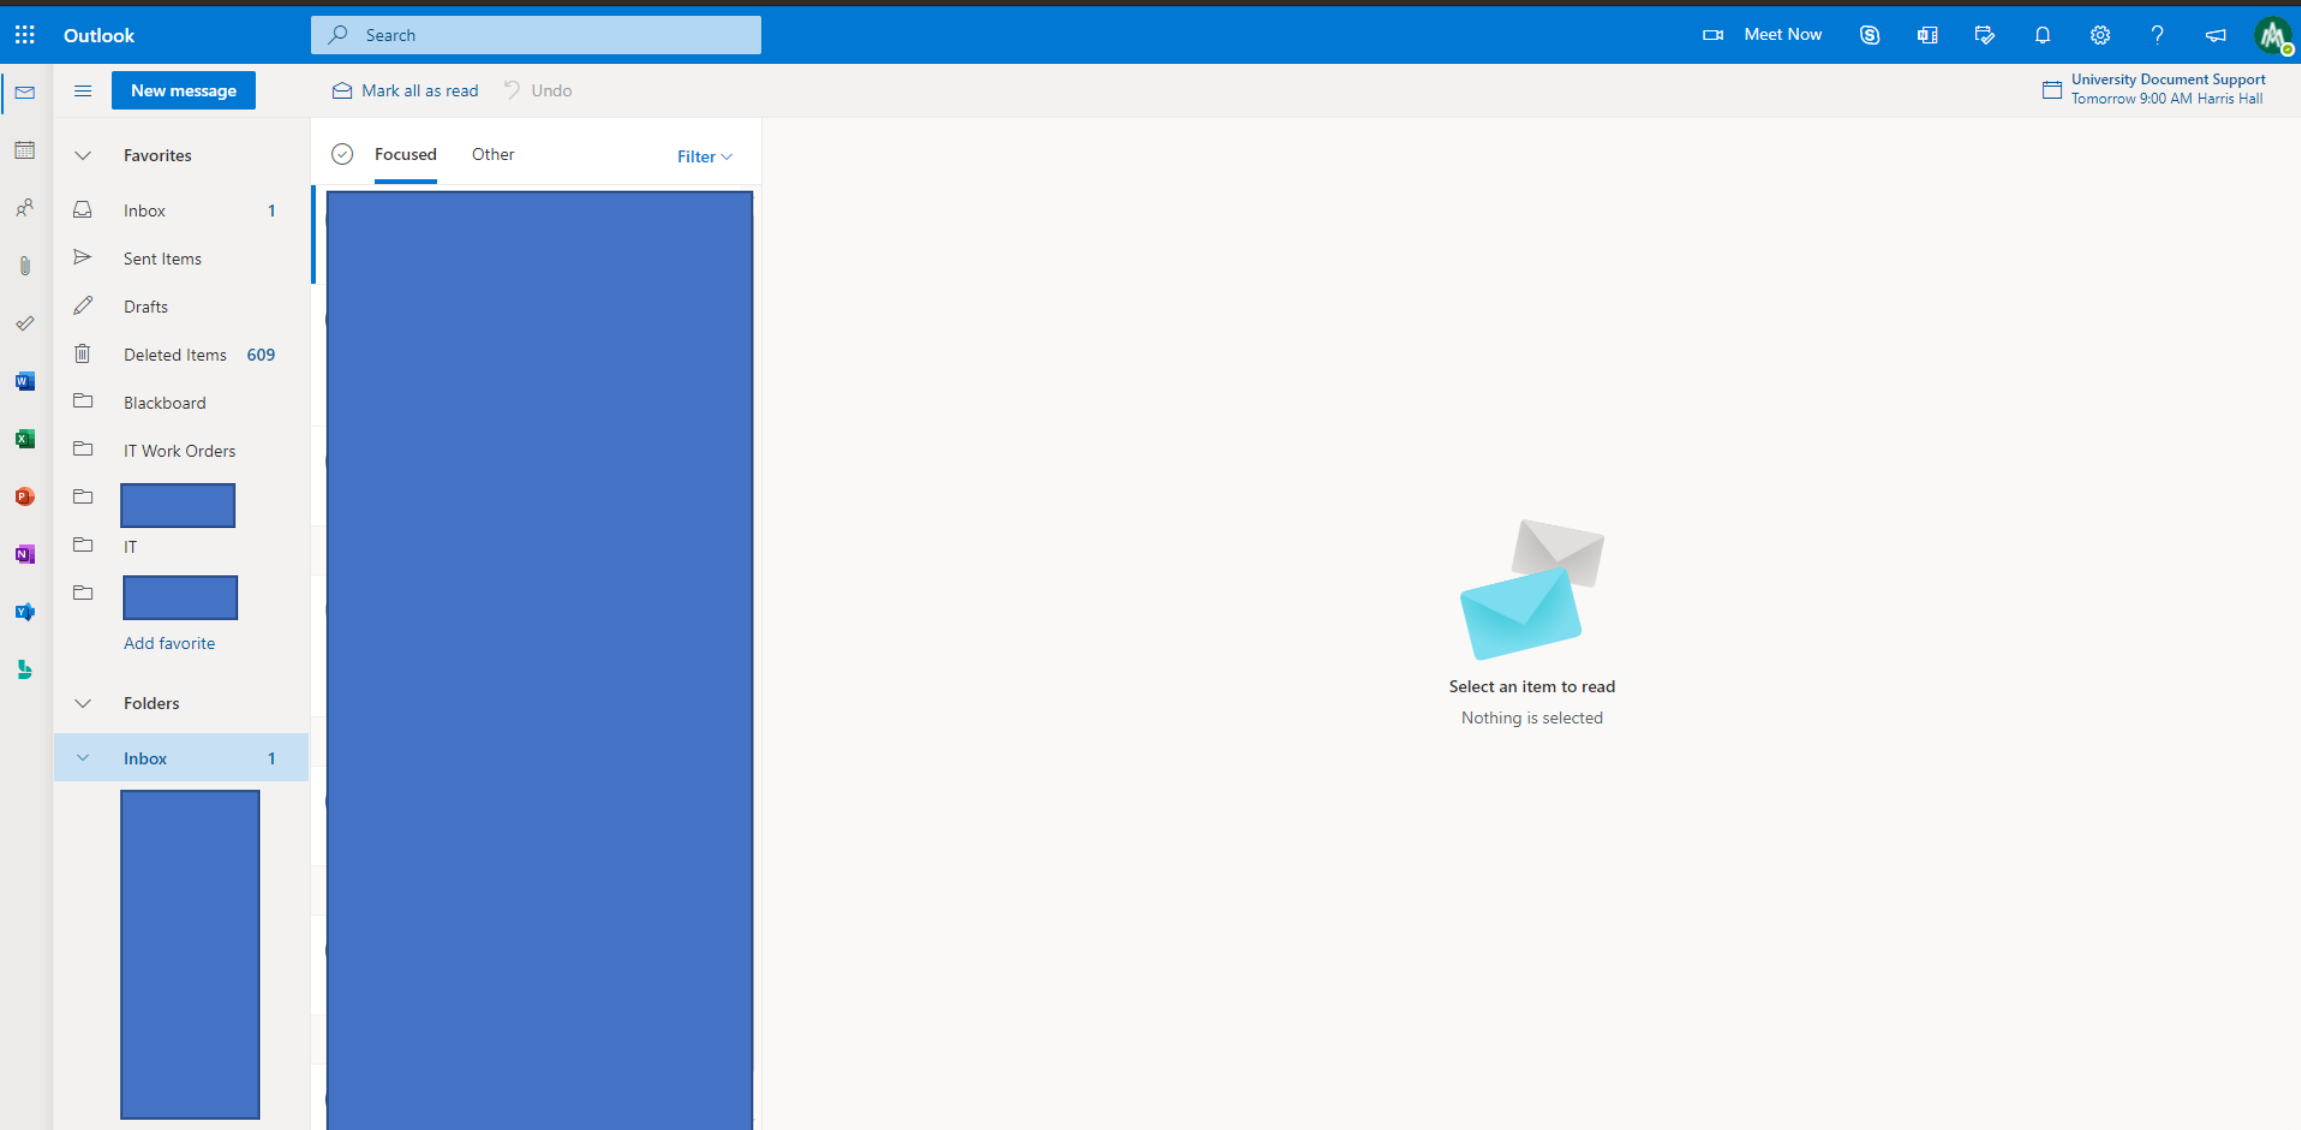 Outlook
Search
Meet Now
New message
Mark all as read
Undo
University Document Support
Tomorrow 9:00 AM Harris Hall
Favorites
Focused
Other
Filter
Inbox 1
Sent Items
Drafts
Deleted Items 609
Blackboard
IT Work Orders
IT
Add favorite
Folders
Inbox 1
Select an item to read
Nothing is selected